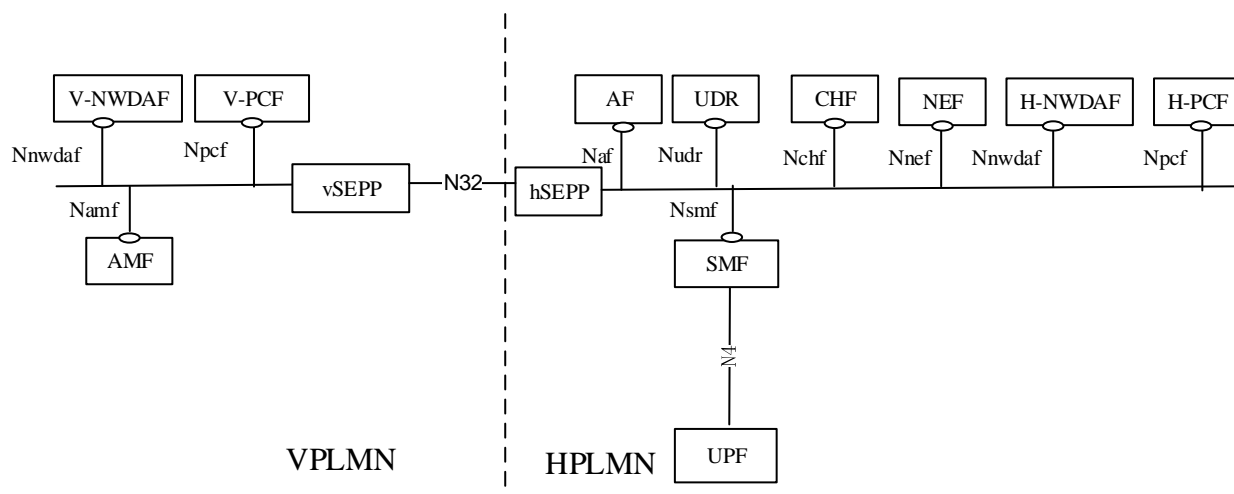 V-NWDAF V-PCF AF UDR CHF NEF H-NWDAF H-PCF
Nnwdaf Npcf Naf Nudr Nchf Nnef Nnwdaf Npcf
vSEPP N32 hSEPP
Namf Nsmf
AMF SMF
N4
VPLMN HPLMN UPF